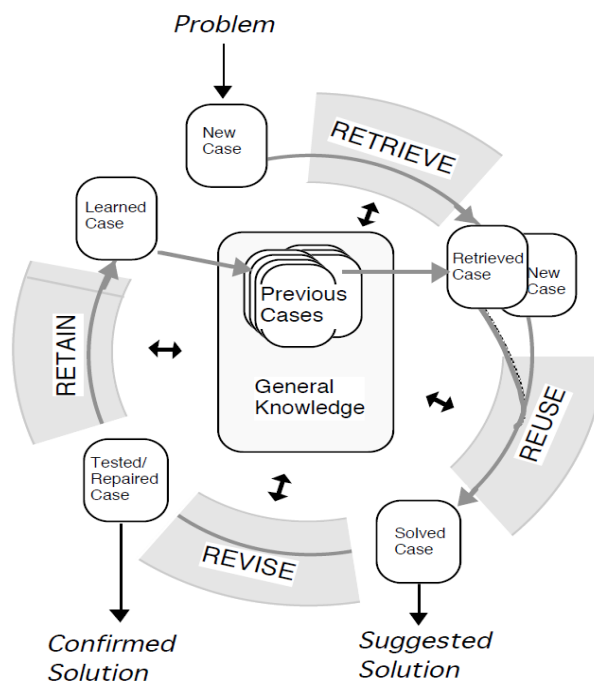 Problem
New
Case
RETRIEVE
Learned
Case
Retrieved
Case
New
Case
Previous
Cases
General
Knowledge
RETAIN
REUSE
Tested/
Repaired
Case
REVISE
Solved
Case
Confirmed
Solution
Suggested
Solution